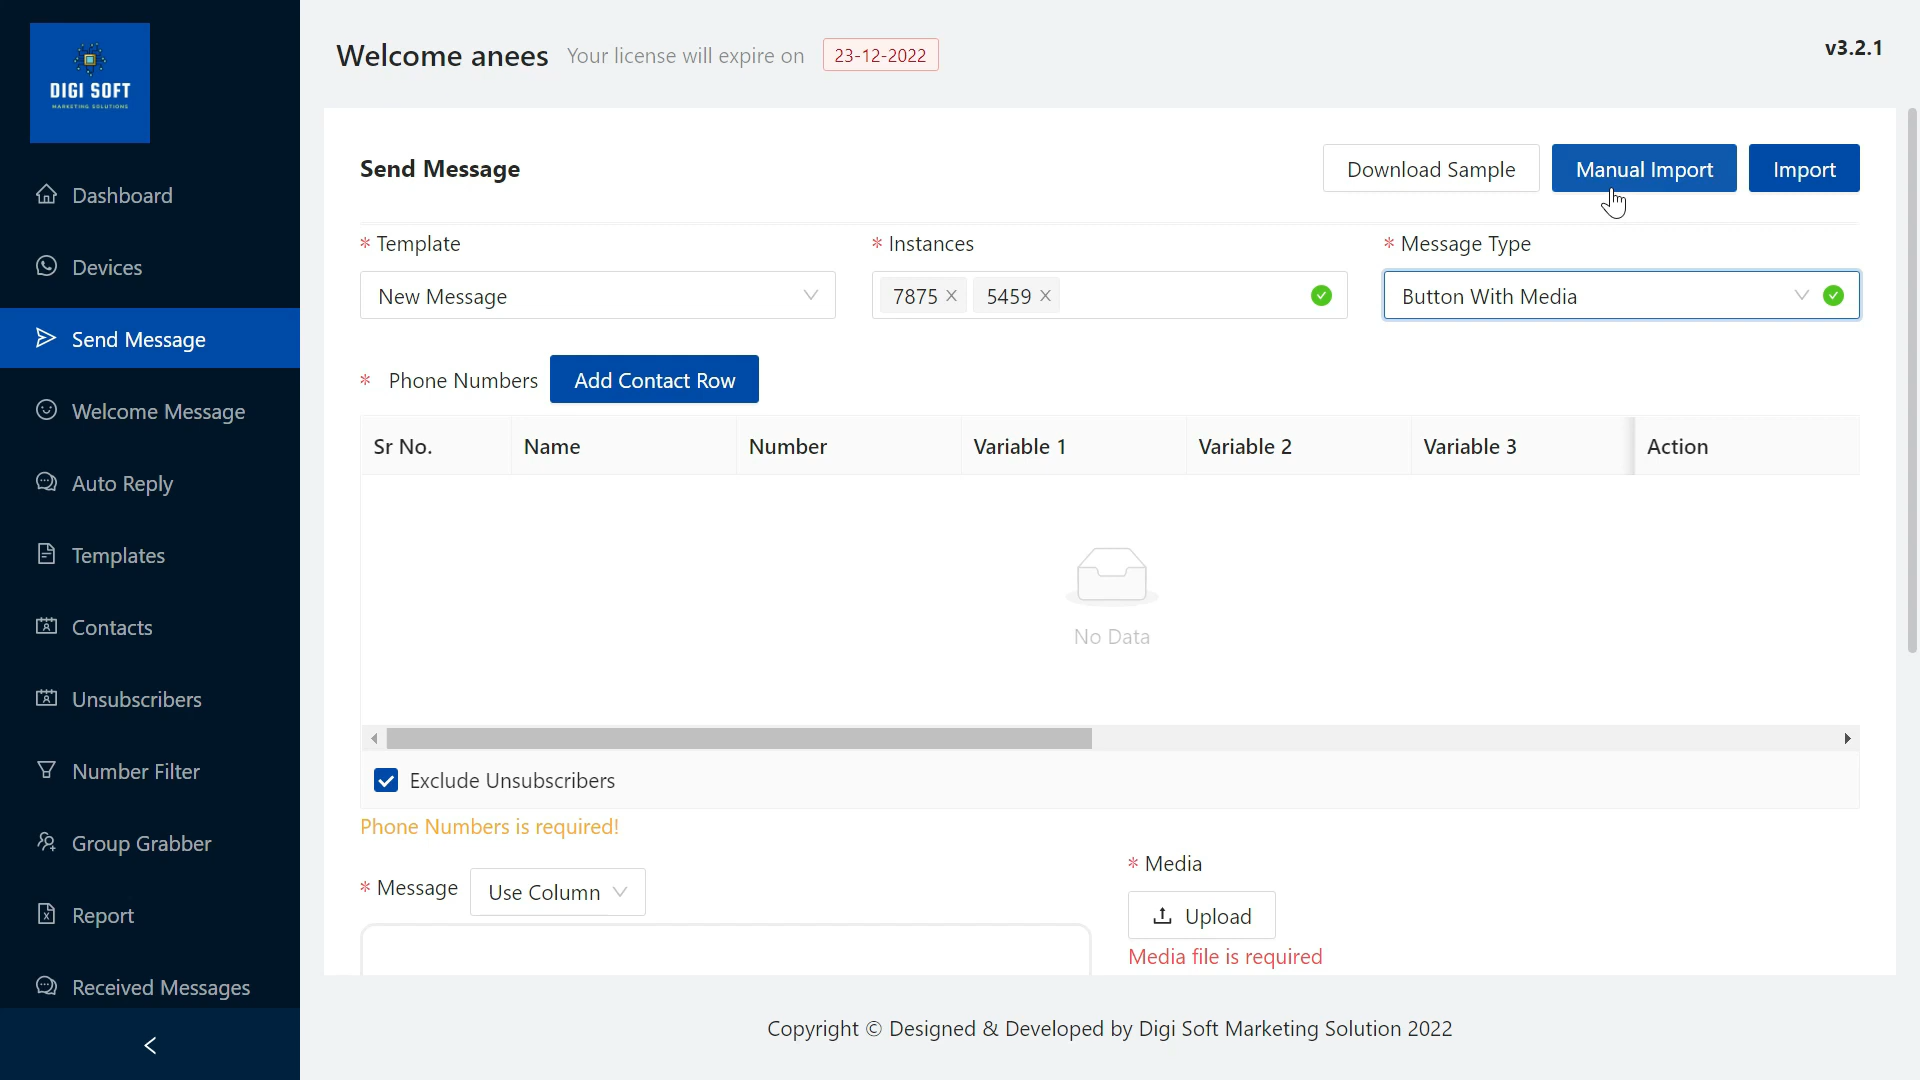 DIGI SOFT
MARKETING SOLUTIONS
Dashboard
Devices
Send Message
Welcome Message
Auto Reply
Templates
Contacts
Unsubscribers
Number Filter
Group Grabber
Report
Received Messages
Welcome anees Your license will expire on 23-12-2022
v3.2.1
Send Message
Download Sample Manual Import Import
* Template * Instances * Message Type
New Message 7875 5459 Button With Media
* Phone Numbers Add Contact Row
Sr No. Name Number Variable 1 Variable 2 Variable 3 Action
No Data
Exclude Unsubscribers
Phone Numbers is required!
* Message Use Column
* Media
Upload
Media file is required
Copyright © Designed & Developed by Digi Soft Marketing Solution 2022